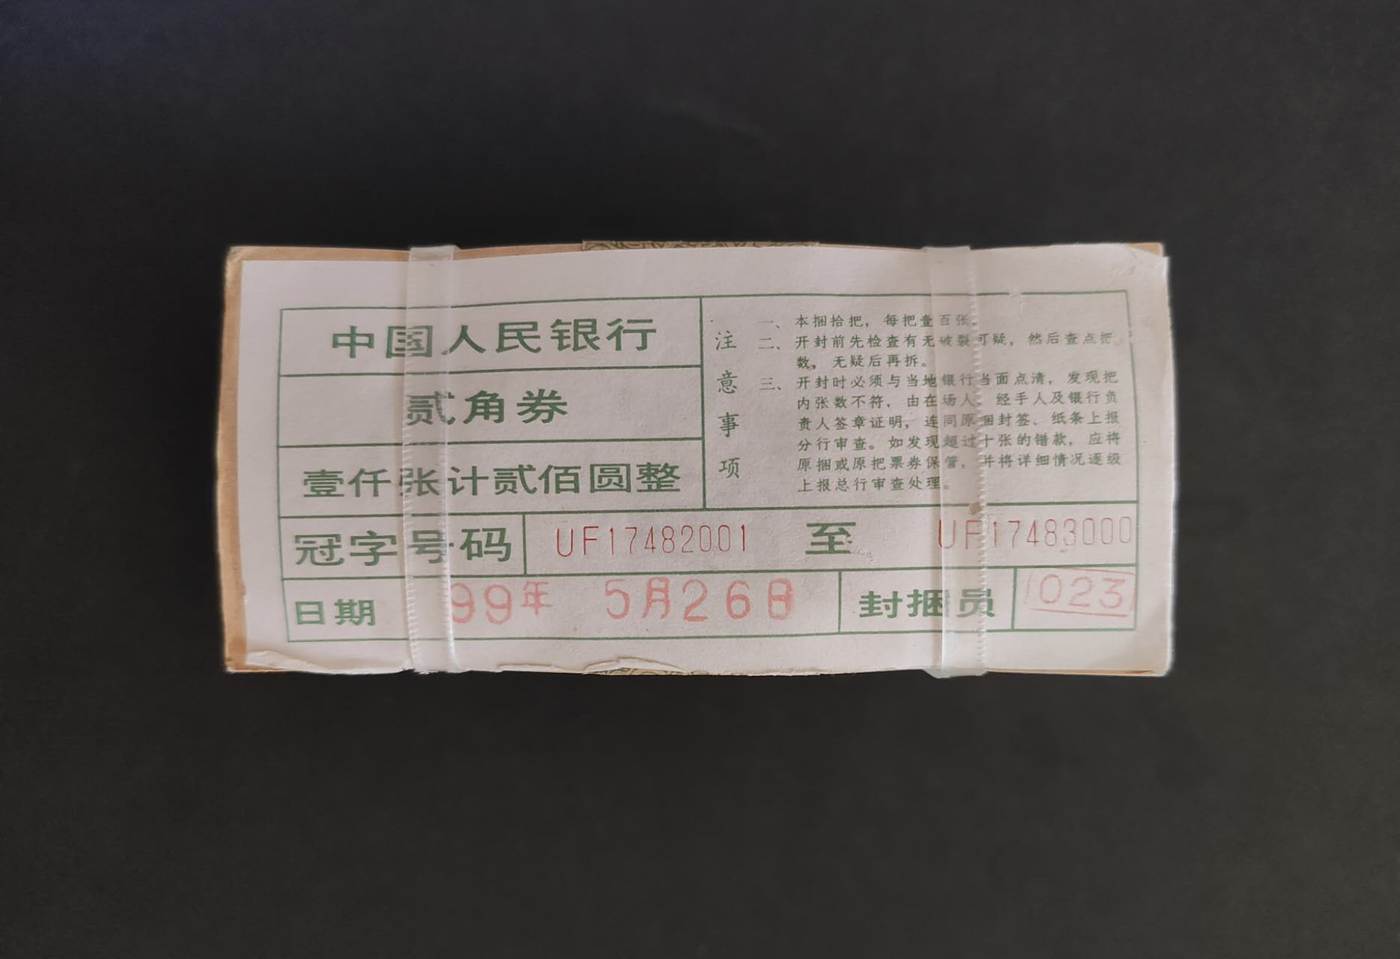 中国人民银行
贰角券
壹仟张计贰佰圆整
注意事项
一、本捆拾把，每把壹百张。
二、开封前先检查有无破裂可疑，然后查点把
数，无疑后再拆。
三、开封时必须与当地银行当面点清，发现把
内张数不符，由在场人、经手人及银行负
责人签章证明，连同原捆封签、纸条上报
分行审查。如发现超过十张的错款，应将
原捆或原把票券保管，并将详细情况逐级
上报总行审查处理。
冠字号码 UF17482001 至 UF17483000
日期 99年 5月26日 封捆员 1023